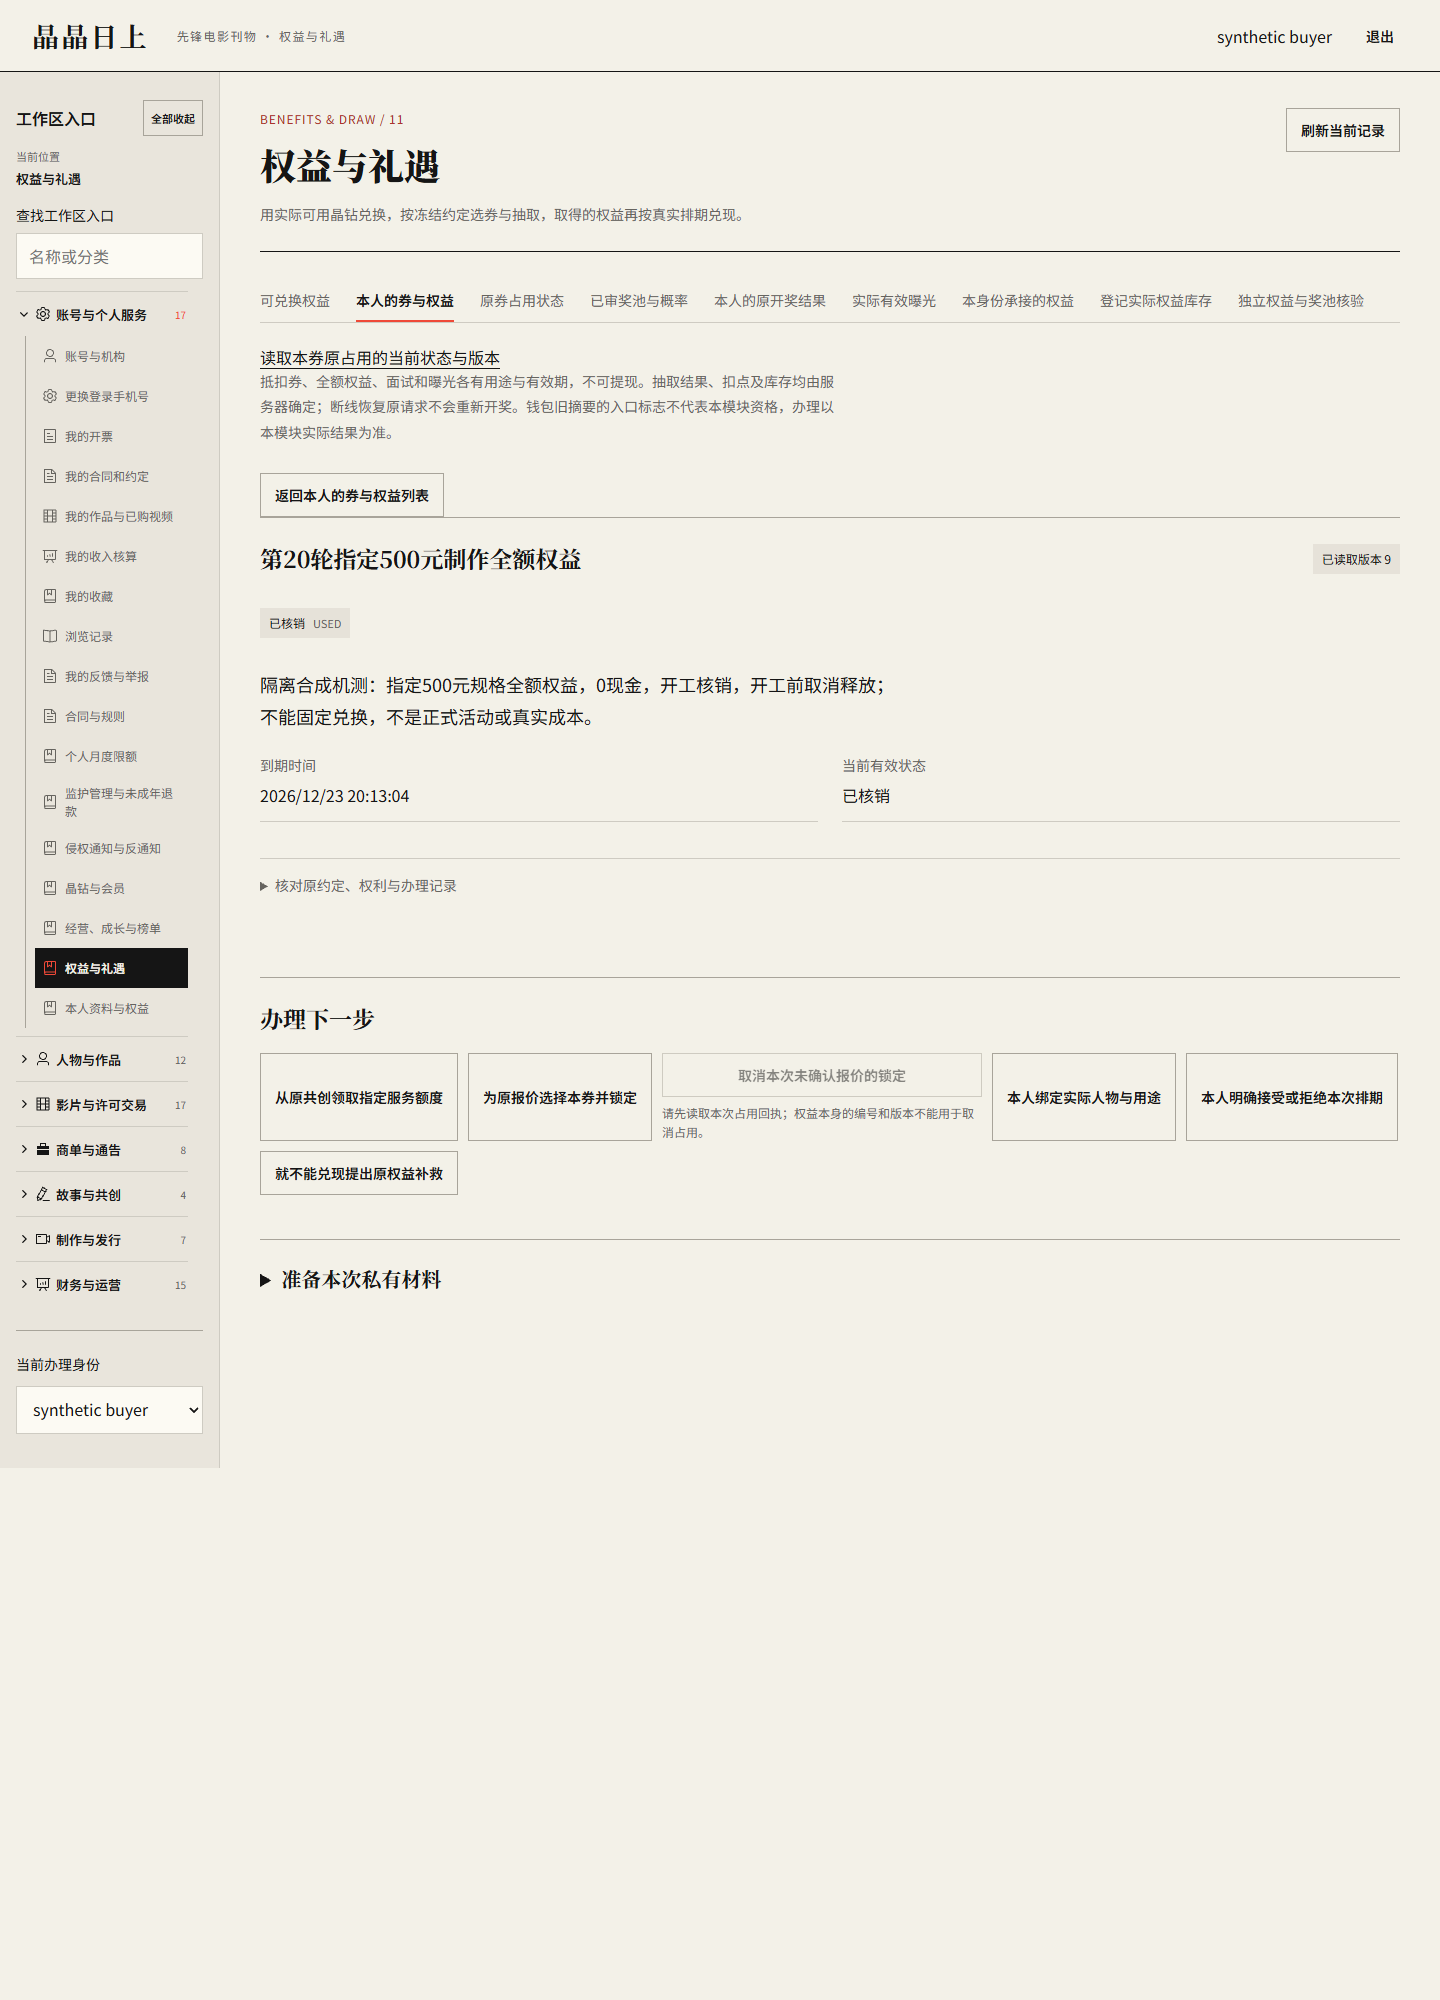 晶晶日上
先锋电影刊物 · 权益与礼遇
synthetic buyer
退出
工作区入口
全部收起
当前位置
权益与礼遇
查找工作区入口
名称或分类
账号与个人服务 17
账号与机构
更换登录手机号
我的开票
我的合同和约定
我的作品与已购视频
我的收入核算
我的收藏
浏览记录
我的反馈与举报
合同与规则
个人月度限额
监护管理与未成年退
款
侵权通知与反通知
晶钻与会员
经营、成长与榜单
权益与礼遇
本人资料与权益
人物与作品 12
影片与许可交易 17
商单与通告 8
故事与共创 4
制作与发行 7
财务与运营 15
当前办理身份
synthetic buyer
BENEFITS & DRAW / 11
权益与礼遇
用实际可用晶钻兑换，按冻结约定选券与抽取，取得的权益再按真实排期兑现。
刷新当前记录
可兑换权益 本人的券与权益 原券占用状态 已审奖池与概率 本人的原开奖结果 实际有效曝光 本身份承接的权益 登记实际权益库存 独立权益与奖池核验
读取本券原占用的当前状态与版本
抵扣券、全额权益、面试和曝光各有用途与有效期，不可提现。抽取结果、扣点及库存均由服
务器确定；断线恢复原请求不会重新开奖。钱包旧摘要的入口标志不代表本模块资格，办理以
本模块实际结果为准。
返回本人的券与权益列表
第20轮指定500元制作全额权益
已读取版本 9
已核销 USED
隔离合成机测：指定500元规格全额权益，0现金，开工核销，开工前取消释放；
不能固定兑换，不是正式活动或真实成本。
到期时间
2026/12/23 20:13:04
当前有效状态
已核销
核对原约定、权利与办理记录
办理下一步
从原共创领取指定服务额度
为原报价选择本券并锁定
取消本次未确认报价的锁定
请先读取本次占用回执；权益本身的编号和版本不能用于取
消占用。
本人绑定实际人物与用途
本人明确接受或拒绝本次排期
就不能兑现提出原权益补救
准备本次私有材料